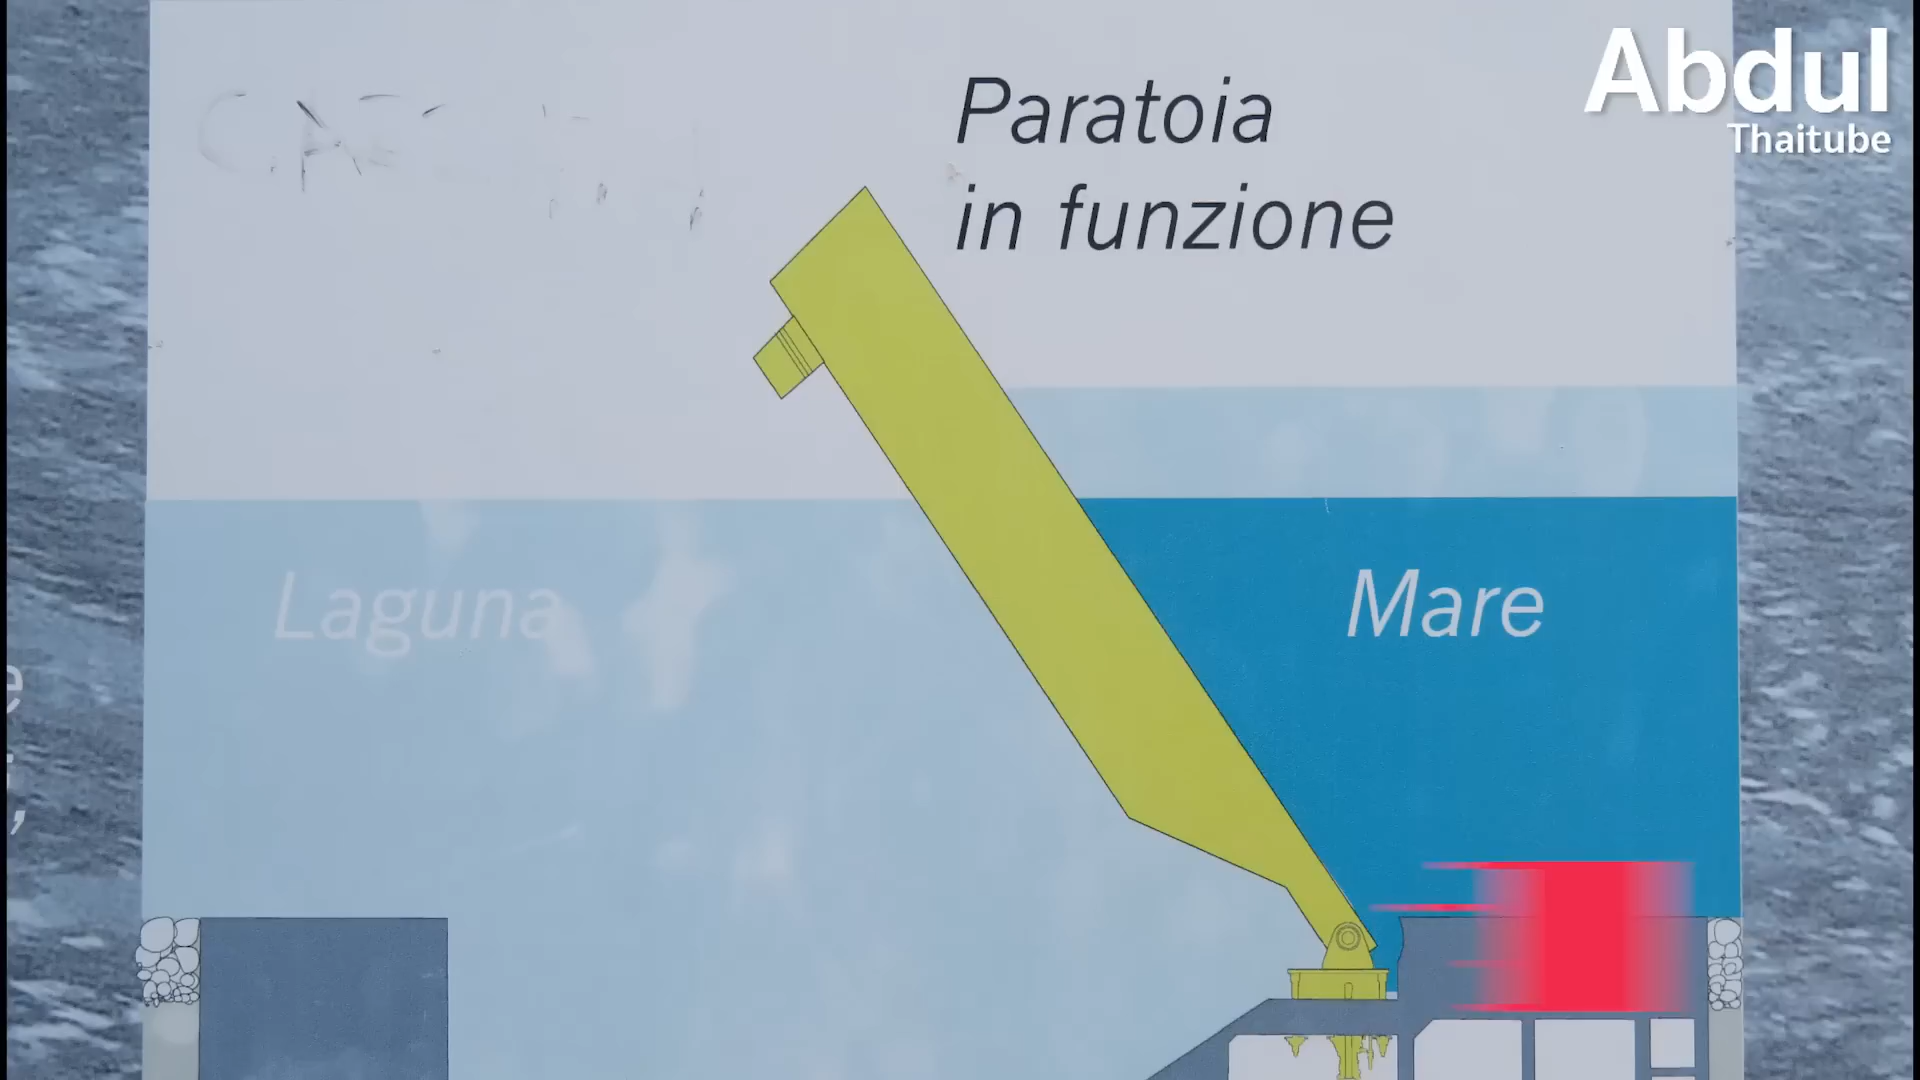 Abdul
Thaitube
Paratoia
in funzione
Laguna
Mare